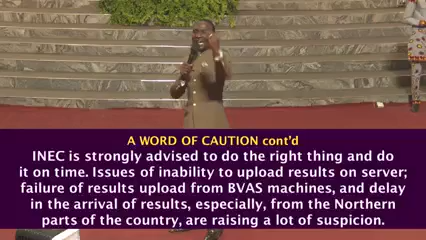 A WORD OF CAUTION cont'd
INEC is strongly advised to do the right thing and do
it on time. Issues of inability to upload results on server;
failure of results upload from BVAS machines, and delay
in the arrival of results, especially, from the Northern
parts of the country, are raising a lot of suspicion.